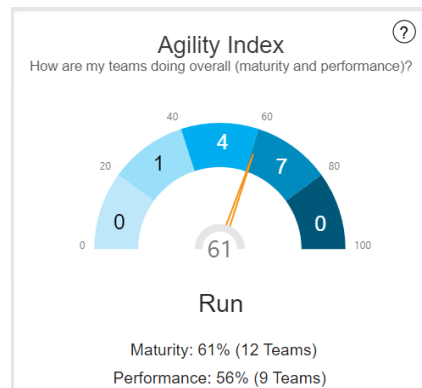 ?
Agility Index
How are my teams doing overall (maturity and performance)?
40 60
4
1 7
20 80
0 0
0 61 100
Run
Maturity: 61% (12 Teams)
Performance: 56% (9 Teams)